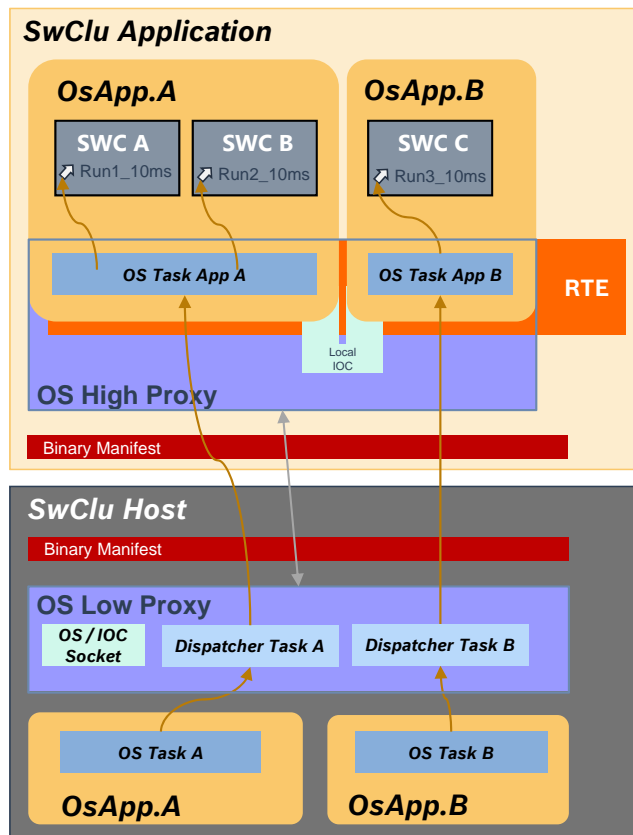 SwClu Application
OsApp.A
OsApp.B
SWC A
SWC B
SWC C
Run1_10ms
Run2_10ms
Run3_10ms
OS Task App A
OS Task App B
RTE
Local
IOC
OS High Proxy
Binary Manifest
SwClu Host
Binary Manifest
OS Low Proxy
OS / IOC
Socket
Dispatcher Task A
Dispatcher Task B
OS Task A
OS Task B
OsApp.A
OsApp.B